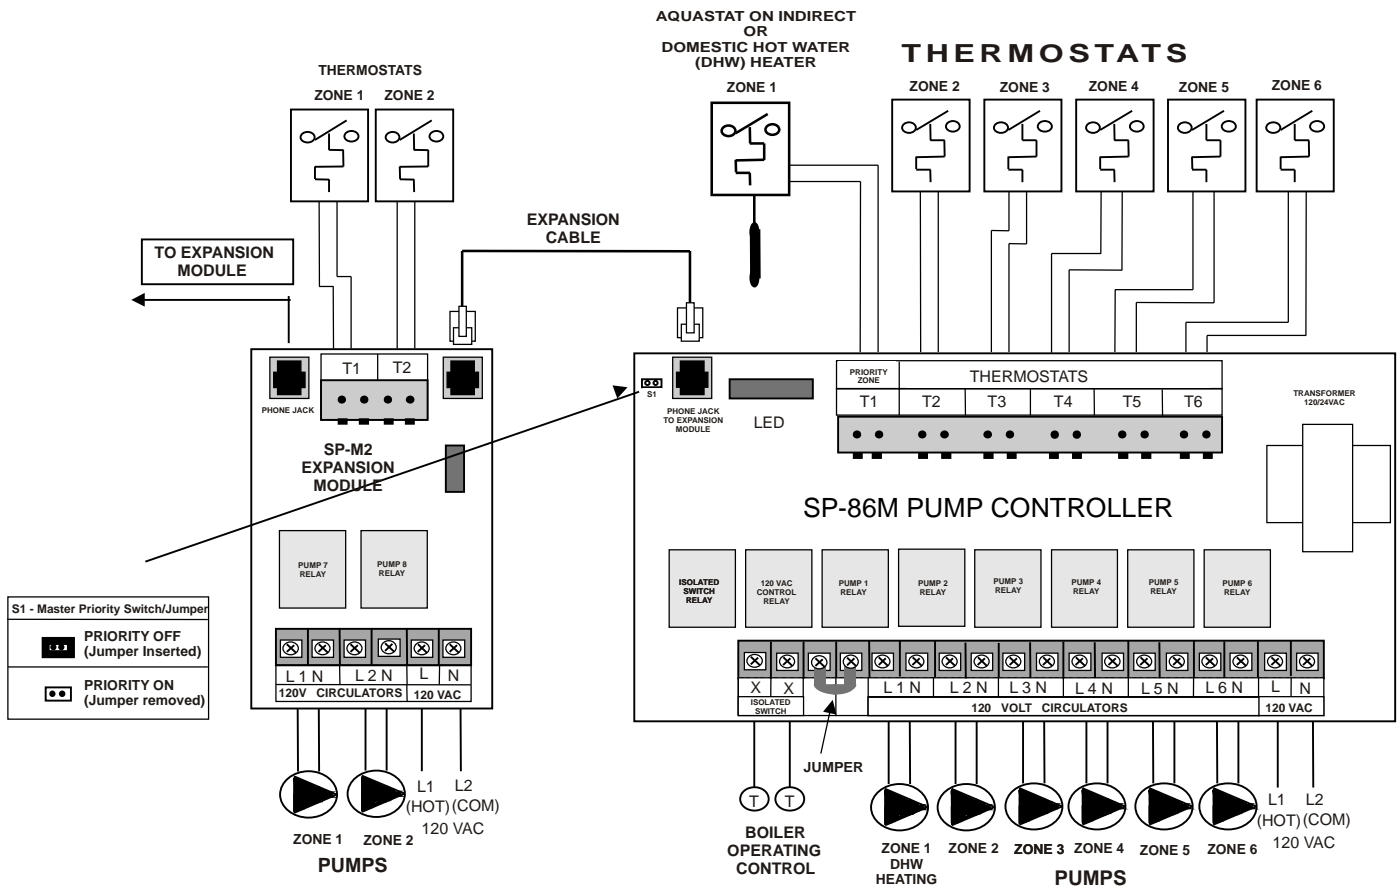 AQUASTAT ON INDIRECT
OR
DOMESTIC HOT WATER
(DHW) HEATER
THERMOSTATS
THERMOSTATS
ZONE 1 ZONE 2
ZONE 1
ZONE 2
ZONE 3
ZONE 4
ZONE 5
ZONE 6
EXPANSION
CABLE
TO EXPANSION
MODULE
T1
T2
PHONE JACK
SP-M2
EXPANSION
MODULE
PUMP 7
RELAY
PUMP 8
RELAY
L 1 N
L 2 N
L
N
120V CIRCULATORS
120 VAC
L1
(HOT)
L2
(COM)
120 VAC
ZONE 1
ZONE 2
PUMPS
S1 - Master Priority Switch/Jumper
PRIORITY OFF
(Jumper Inserted)
PRIORITY ON
(Jumper removed)
S1
PHONE JACK
TO EXPANSION
MODULE
LED
PRIORITY
ZONE
THERMOSTATS
T1
T2
T3
T4
T5
T6
TRANSFORMER
120/24VAC
SP-86M PUMP CONTROLLER
ISOLATED
SWITCH
RELAY
120 VAC
CONTROL
RELAY
PUMP 1
RELAY
PUMP 2
RELAY
PUMP 3
RELAY
PUMP 4
RELAY
PUMP 5
RELAY
PUMP 6
RELAY
X
X
L 1 N
L 2 N
L 3 N
L 4 N
L 5 N
L 6 N
L
N
ISOLATED
SWITCH
120 VOLT CIRCULATORS
120 VAC
JUMPER
T
T
BOILER
OPERATING
CONTROL
ZONE 1
DHW
HEATING
ZONE 2
ZONE 3
ZONE 4
ZONE 5
ZONE 6
L1
(HOT)
L2
(COM)
120 VAC
PUMPS